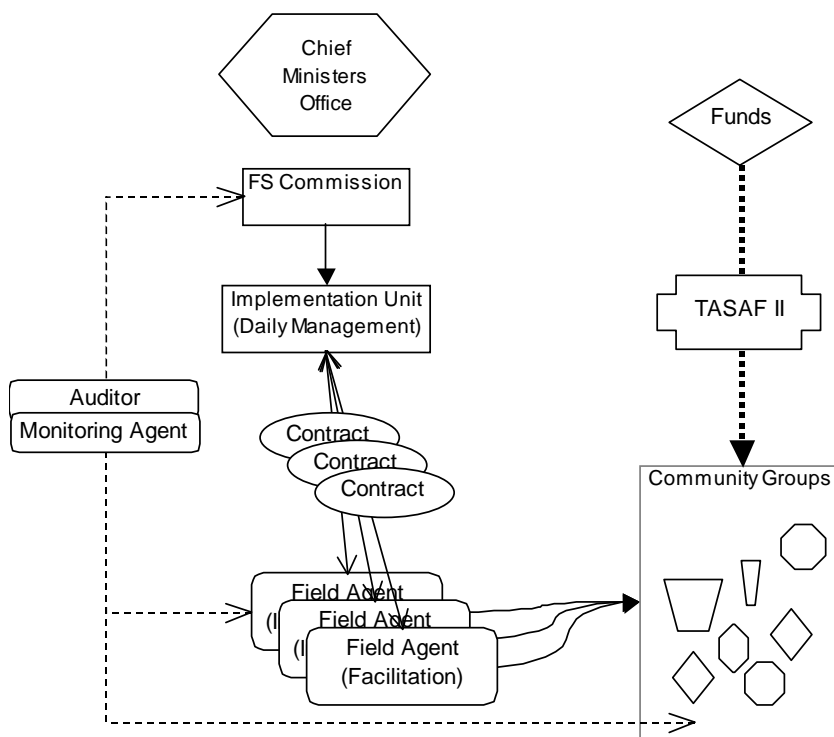 Chief
Ministers
Office
Funds
FS Commission
Implementation Unit
(Daily Management)
TASAF II
Auditor
Monitoring Agent
Contract
Contract
Contract
Community Groups
Field Agent
Field Agent
Field Agent
(Facilitation)